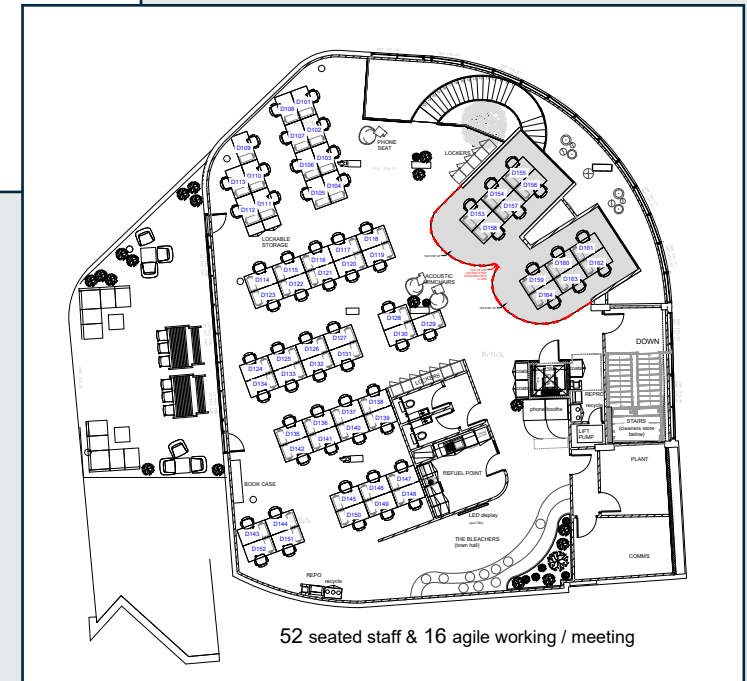 D101
D108
D102
D107
D103
D106
D104
D105
PHONE
SEAT
LOCKERS
D109
D110
D113
D111
D112
LOCKABLE
STORAGE
D155
D154
D156
D157
D153
D158
D118
D117
D119
D116
D120
D115
D121
D114
D122
D123
ACOUSTIC
ARMCHAIRS
D161
D160
D162
D159
D163
D164
D128
D129
D130
D127
D126
D131
D125
D132
D124
D133
D134
DOWN
LOCKERS
coats
coats
phone booths
REPRO
recycle
LIFT
PUMP
STAIRS
(cleaners store
below)
D138
D137
D139
D136
D140
D135
D141
D142
REFUEL POINT
PLANT
BOOK CASE
D147
D146
D148
D145
D149
D150
LED display
THE BLEACHERS
(town hall)
D144
D143
D151
D152
COMMS
REPO
recycle
52 seated staff & 16 agile working / meeting